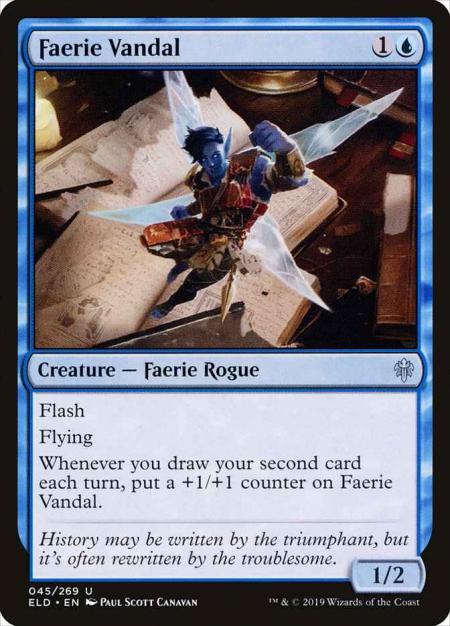 Faerie Vandal 1
Creature — Faerie Rogue
Flash
Flying
Whenever you draw your second card
each turn, put a +1/+1 counter on Faerie
Vandal.
History may be written by the triumphant, but
it's often rewritten by the troublesome.
1/2
045/269 U
ELD • EN Paul Scott Canavan
™ & © 2019 Wizards of the Coast